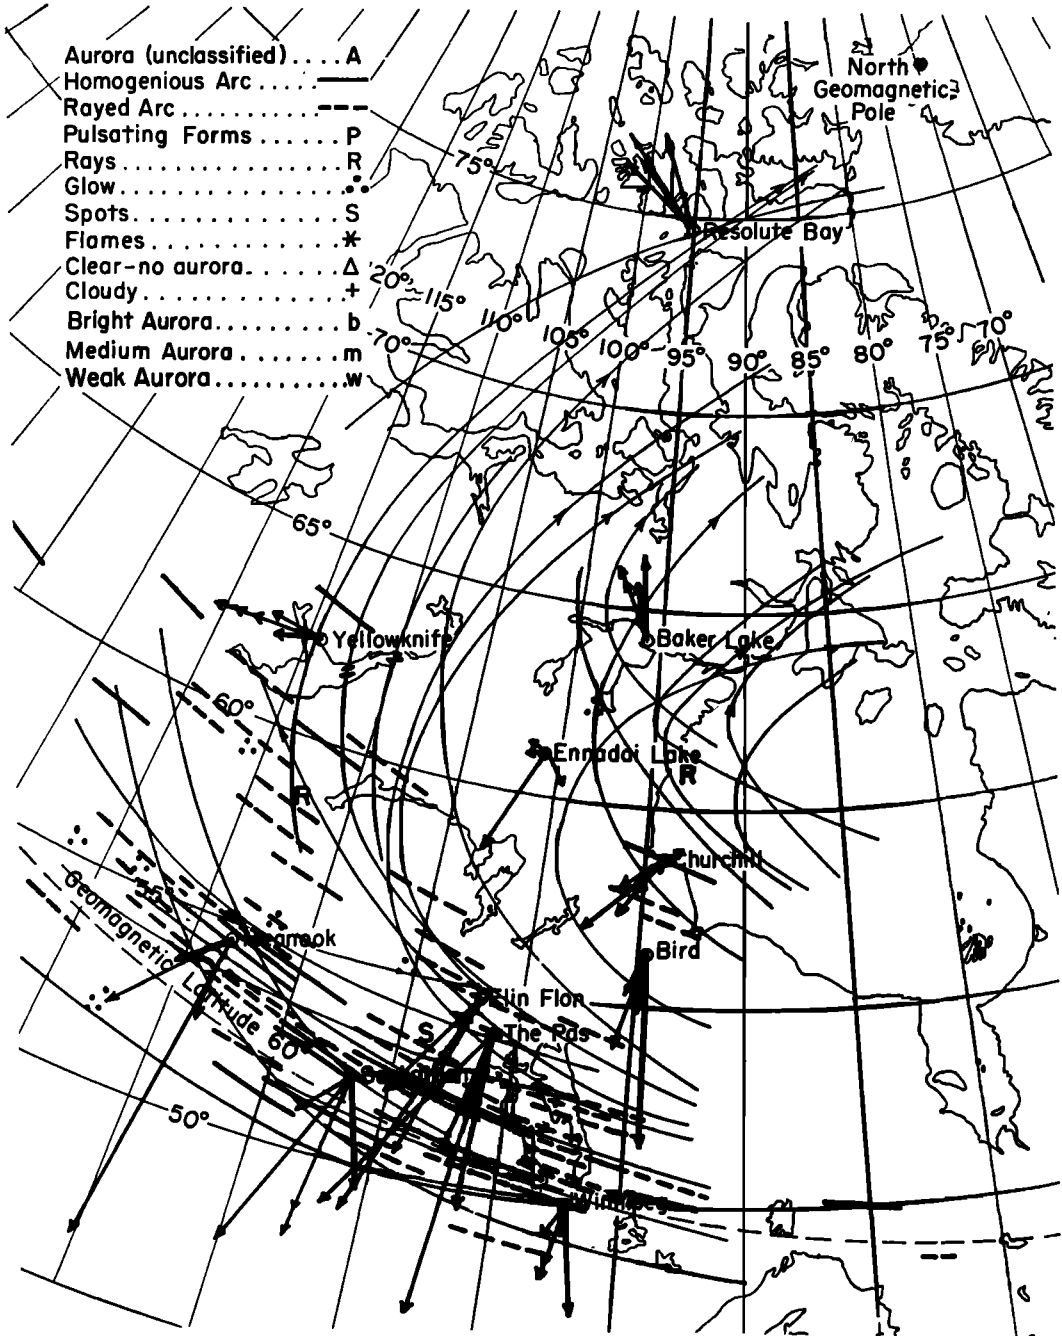 Aurora (unclassified).... A
Homogenious Arc.....
Rayed Arc...........
Pulsating Forms...... P
Rays................ R
Glow................
Spots............... S
Flames..............
Clear-no aurora....... Δ
Cloudy.............. +
Bright Aurora......... b
Medium Aurora....... m
Weak Aurora.......... w
North
Geomagnetic
Pole
75°
Resolute Bay
115°
110°
105°
100°
95°
90°
85°
80°
75°
70°
70°
65°
Yellowknife
Baker Lake
60°
Ennadai Lake
R
R
Churchill
Geomagnetic Latitude 60°
Bird
Flin Flon
S
The Pas
50°
Winnipeg